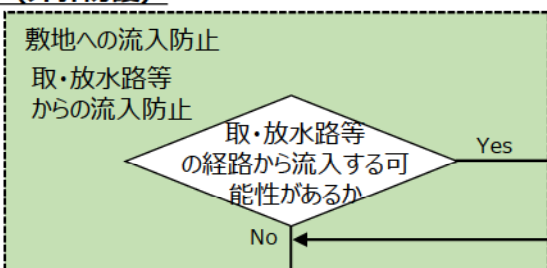 敷地への流入防止
取・放水路等
からの流入防止
取・放水路等
の経路から流入する可
能性があるか
Yes
No